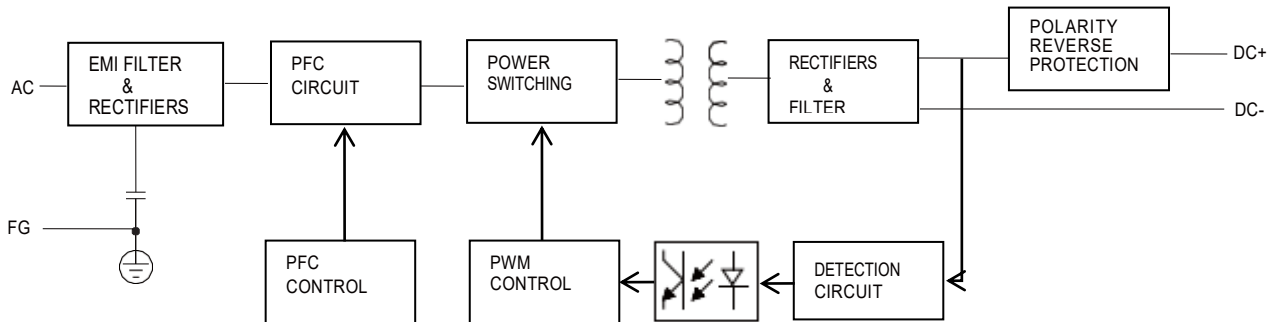 AC
EMI FILTER
&
RECTIFIERS
PFC
CIRCUIT
POWER
SWITCHING
RECTIFIERS
&
FILTER
POLARITY
REVERSE
PROTECTION
DC+
DC-
FG
PFC
CONTROL
PWM
CONTROL
DETECTION
CIRCUIT